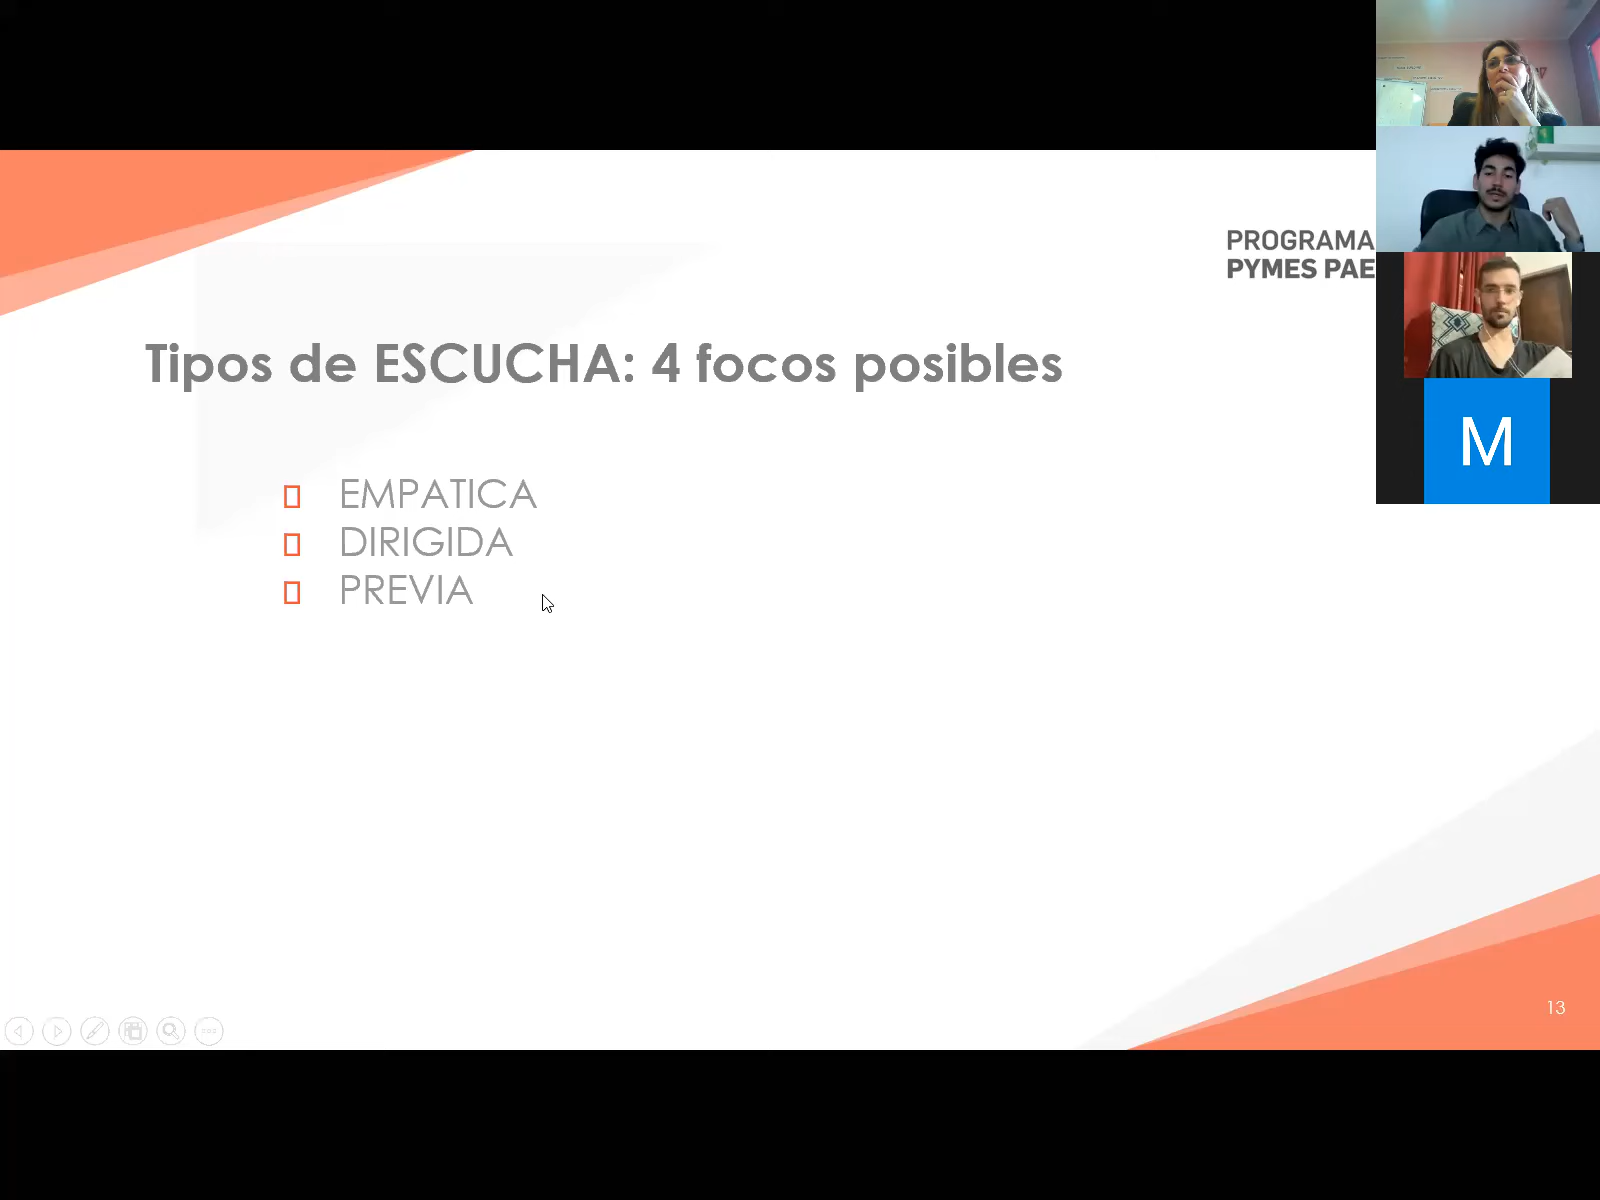 PROGRAMA
PYMES PAE
Tipos de ESCUCHA: 4 focos posibles
EMPATICA
DIRIGIDA
PREVIA
M
13